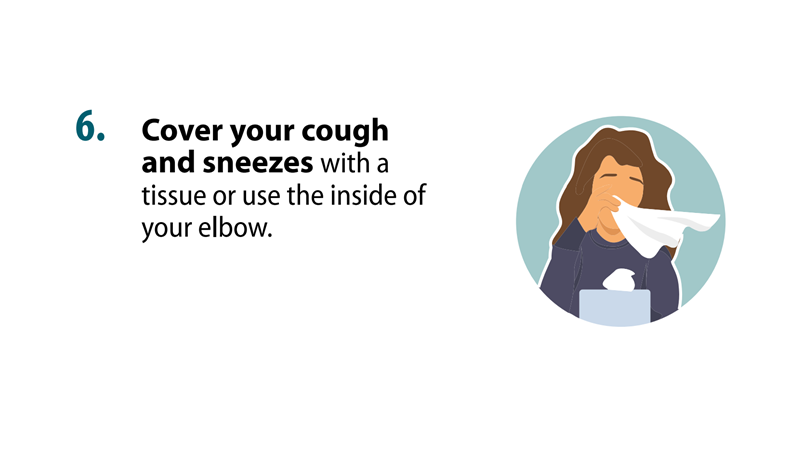 6. Cover your cough
and sneezes with a
tissue or use the inside of
your elbow.